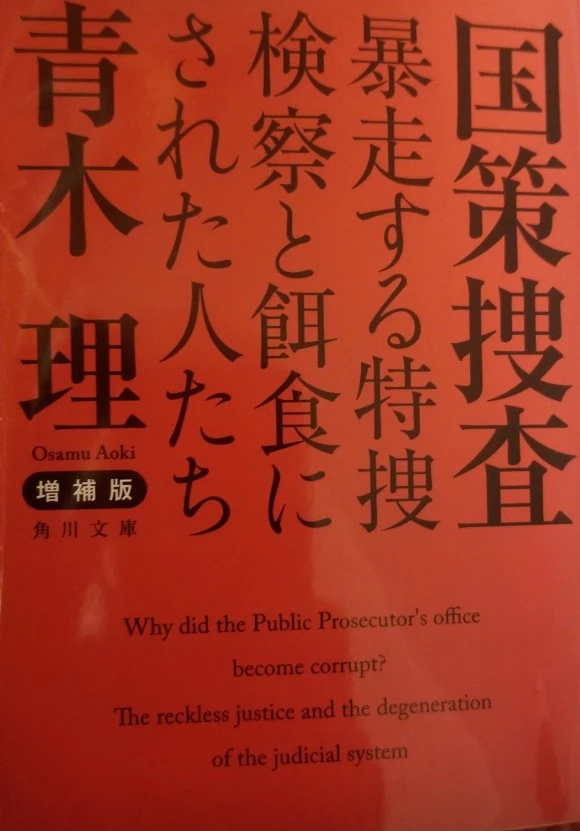 国策捜査
暴走する特捜
検察と餌食に
された人たち
青木 理
Osamu Aoki
増補版
角川文庫
Why did the Public Prosecutor's office
become corrupt?
The reckless justice and the degeneration
of the judicial system